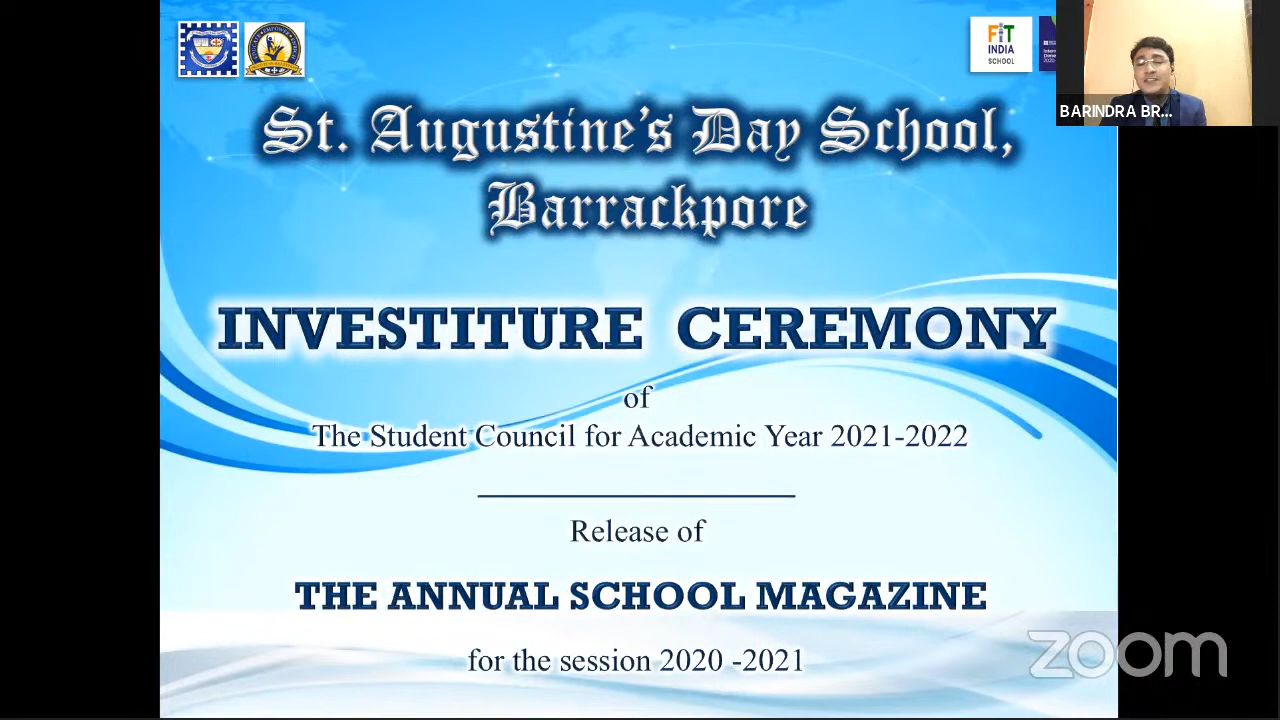 FiT
INDIA
SCHOOL
BARINDRA BR...
St. Augustine's Day School,
Barrackpore
INVESTITURE CEREMONY
of
The Student Council for Academic Year 2021-2022
Release of
THE ANNUAL SCHOOL MAGAZINE
for the session 2020 -2021
zoom